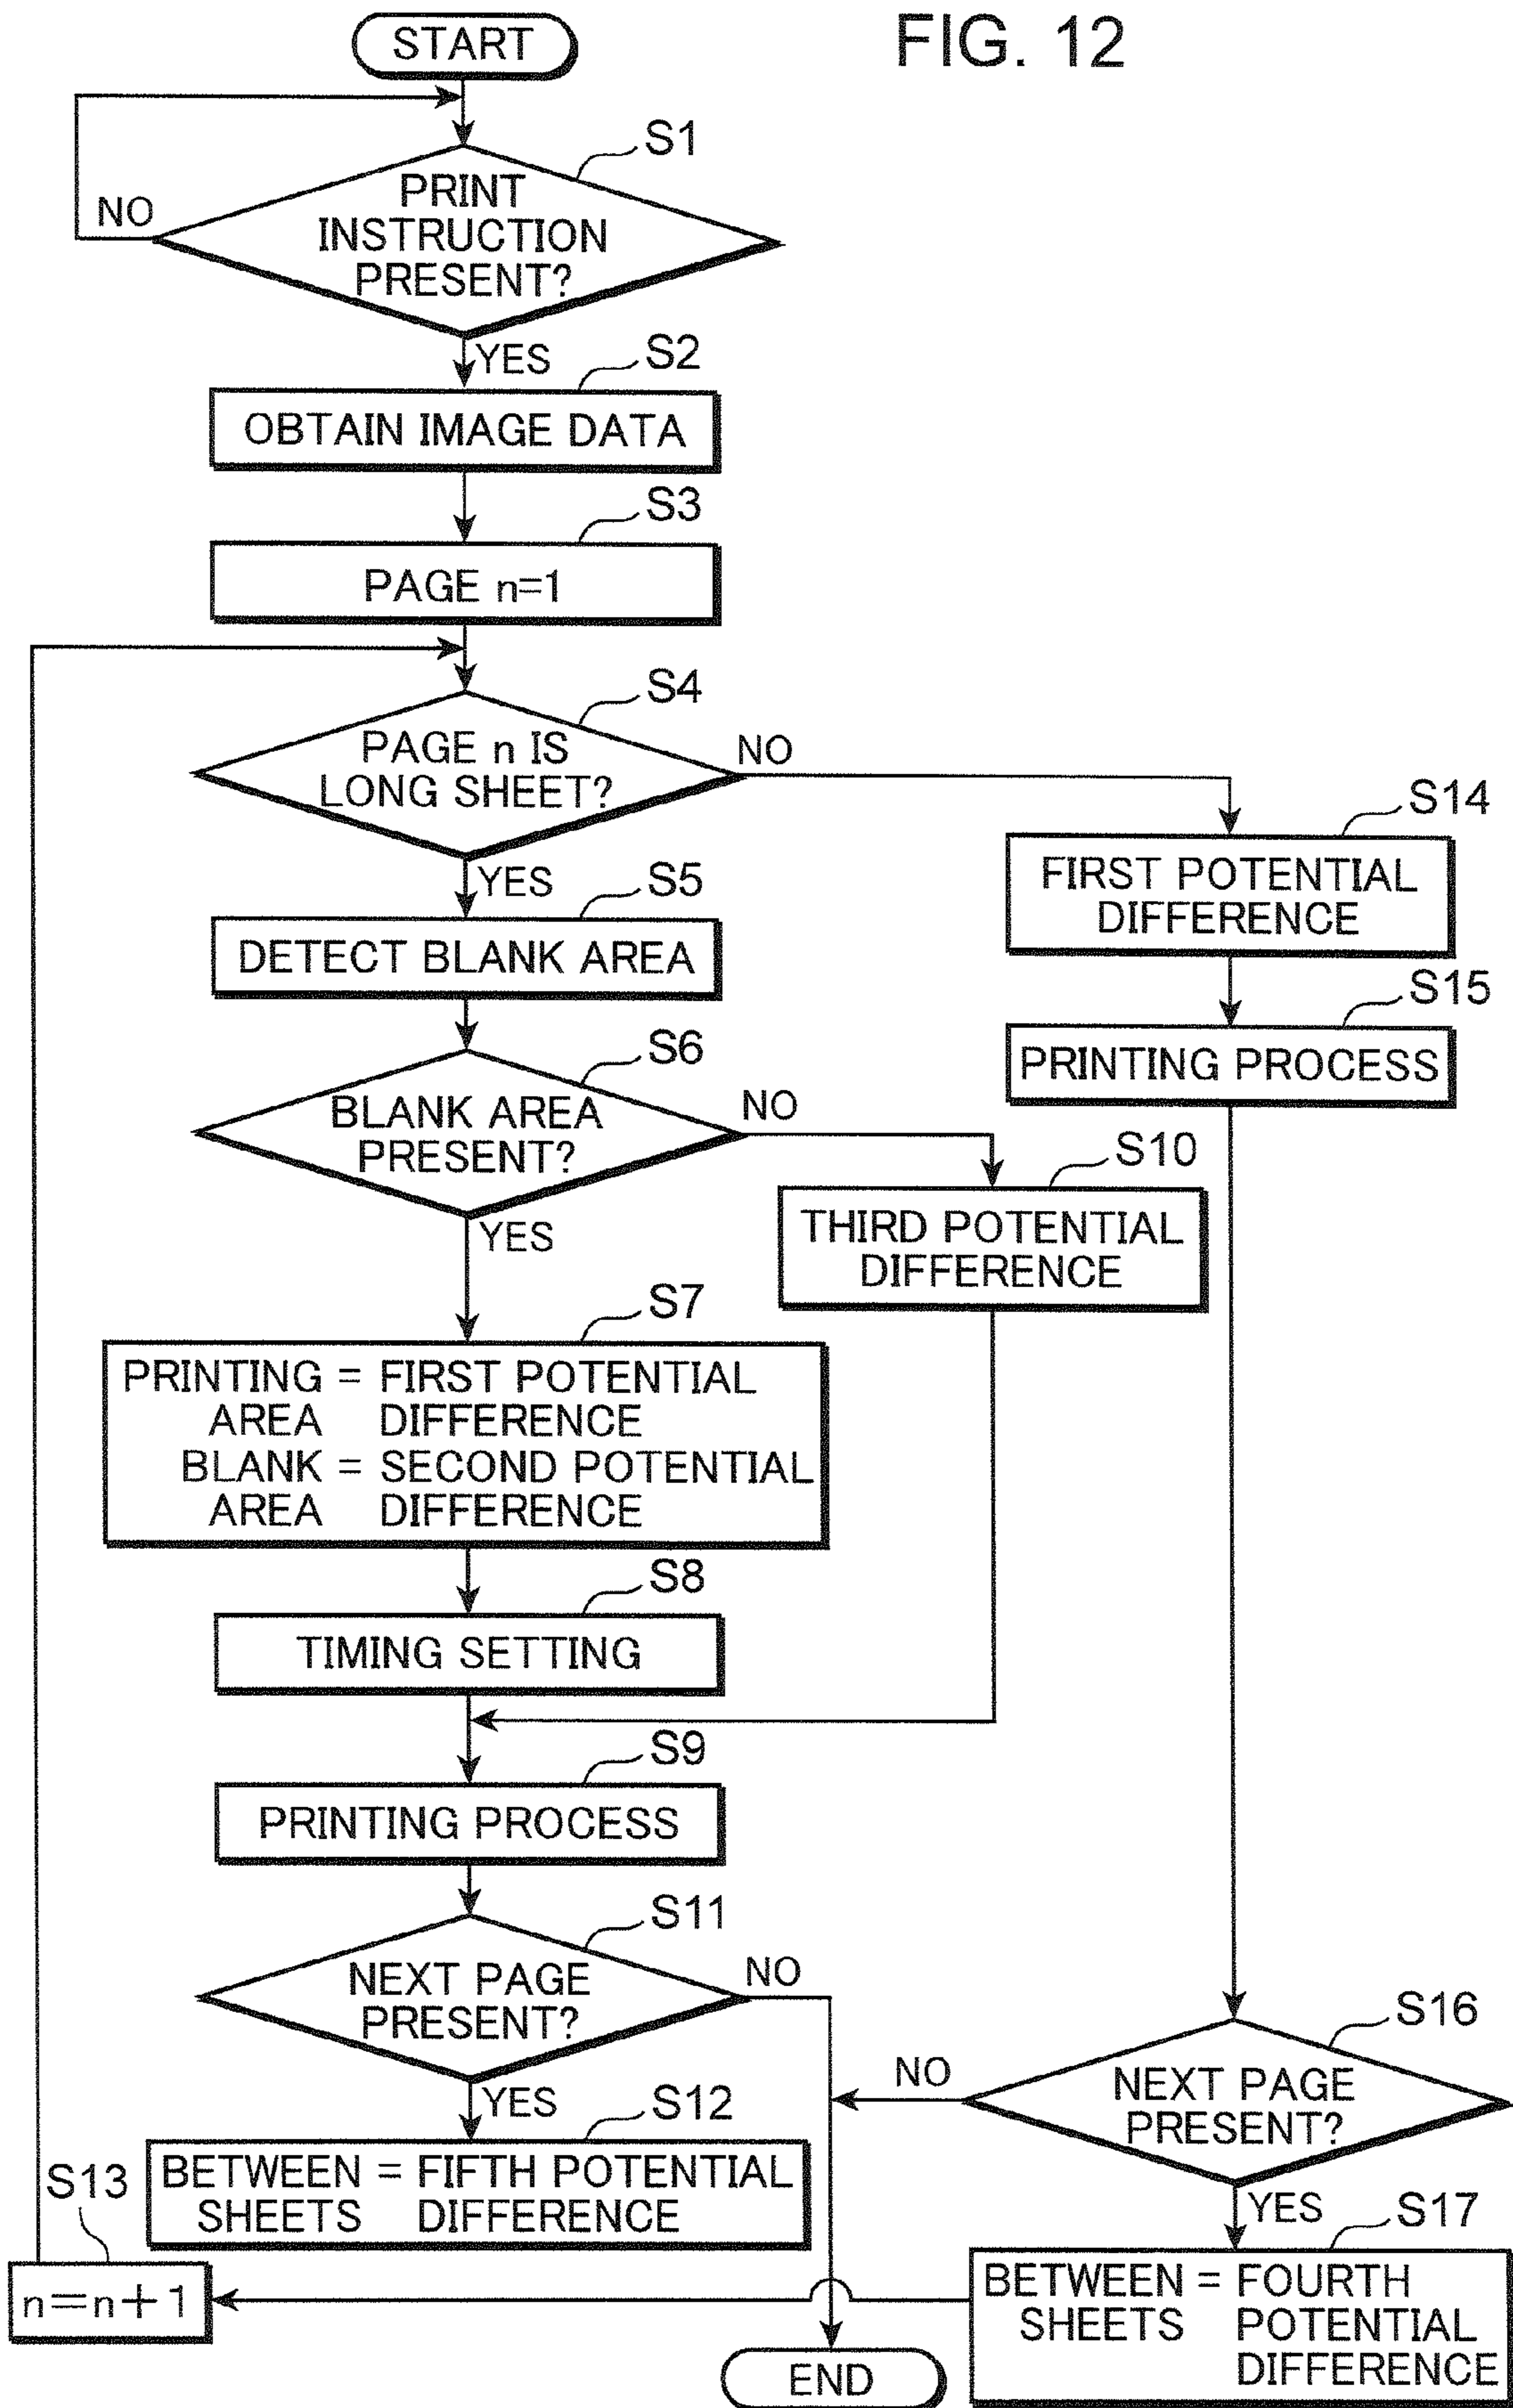 FIG. 12
START
S1
PRINT
INSTRUCTION
PRESENT?
NO
YES
S2
OBTAIN IMAGE DATA
S3
PAGE n=1
S4
PAGE n IS
LONG SHEET?
NO
YES
S14
FIRST POTENTIAL
DIFFERENCE
S5
DETECT BLANK AREA
S15
PRINTING PROCESS
S6
BLANK AREA
PRESENT?
NO
YES
S10
THIRD POTENTIAL
DIFFERENCE
S7
PRINTING = FIRST POTENTIAL
AREA DIFFERENCE
BLANK = SECOND POTENTIAL
AREA DIFFERENCE
S8
TIMING SETTING
S9
PRINTING PROCESS
S11
NEXT PAGE
PRESENT?
NO
YES
S16
NEXT PAGE
PRESENT?
NO
YES
S12
BETWEEN = FIFTH POTENTIAL
SHEETS DIFFERENCE
S13
n=n+1
S17
BETWEEN = FOURTH
SHEETS POTENTIAL
DIFFERENCE
END